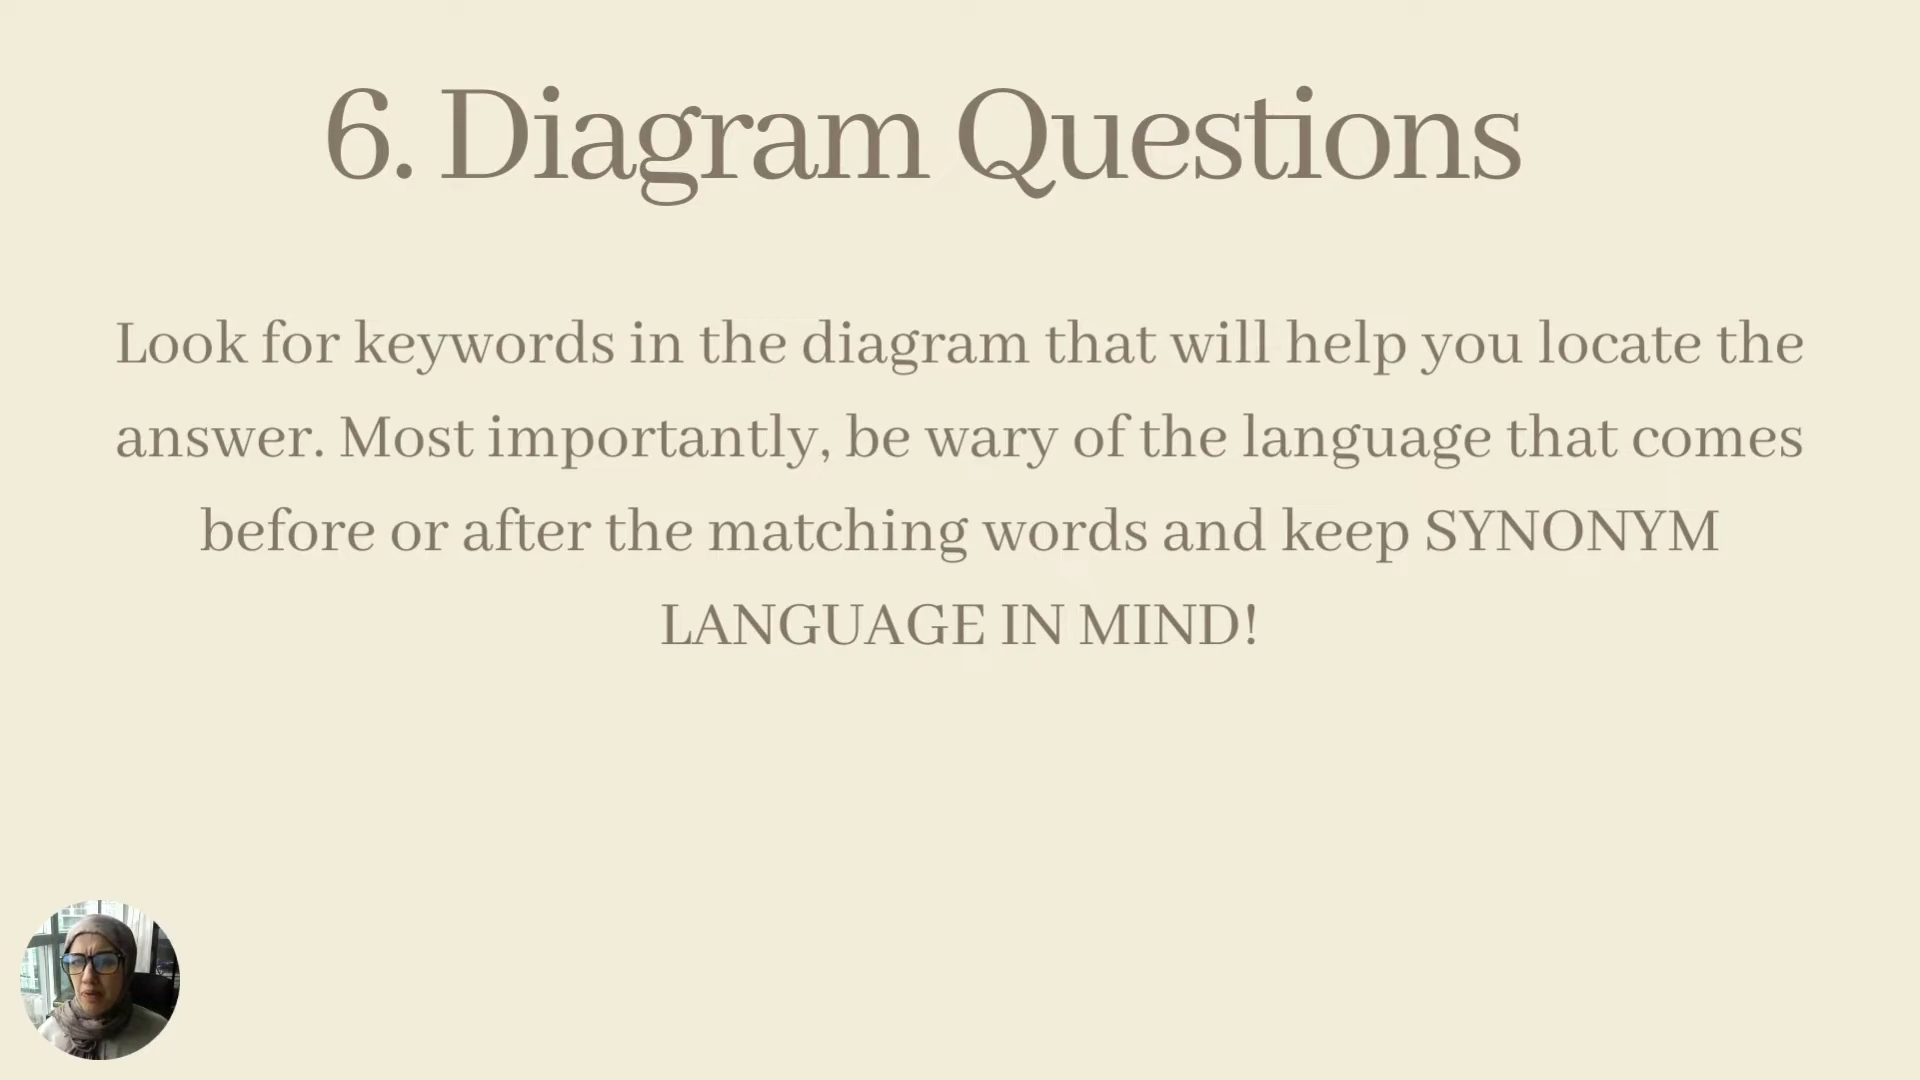 6. Diagram Questions
Look for keywords in the diagram that will help you locate the
answer. Most importantly, be wary of the language that comes
before or after the matching words and keep SYNONYM
LANGUAGE IN MIND!